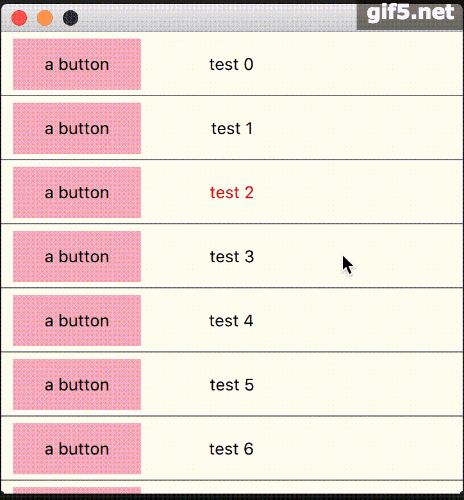 gif5.net
a button test 0
a button test 1
a button test 2
a button test 3
a button test 4
a button test 5
a button test 6